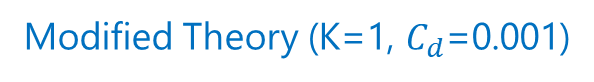 Modified Theory (K=1, C_d=0.001)